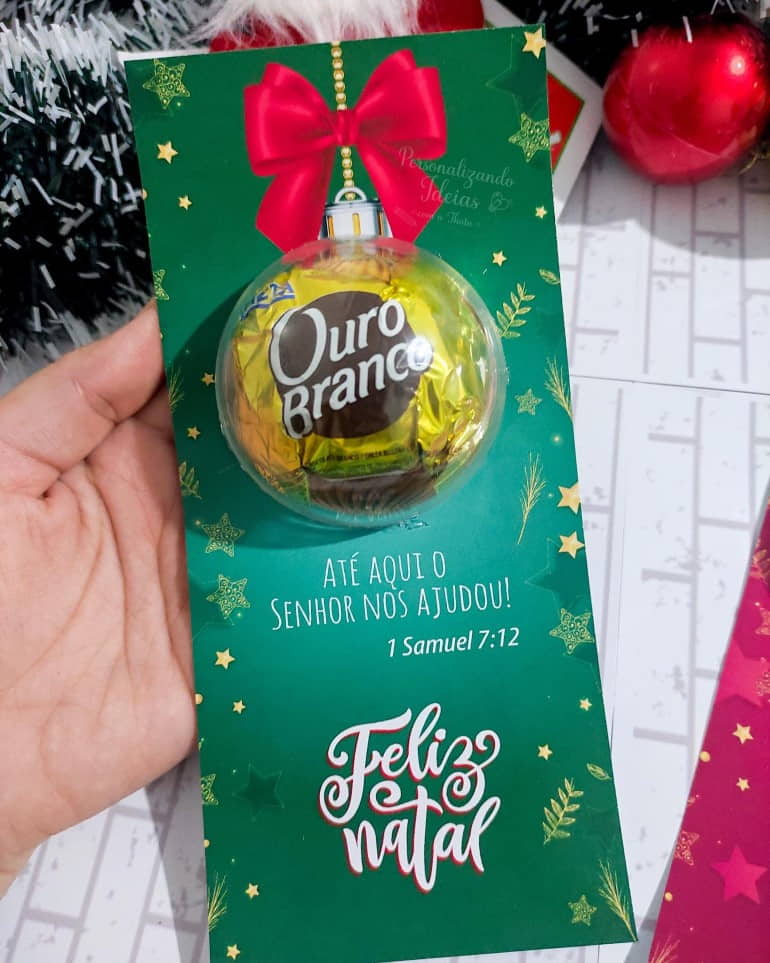 Personalizando
Ideias
Ouro
Branco
ATÉ AQUI O
SENHOR NOS AJUDOU!
1 Samuel 7:12
Feliz
natal